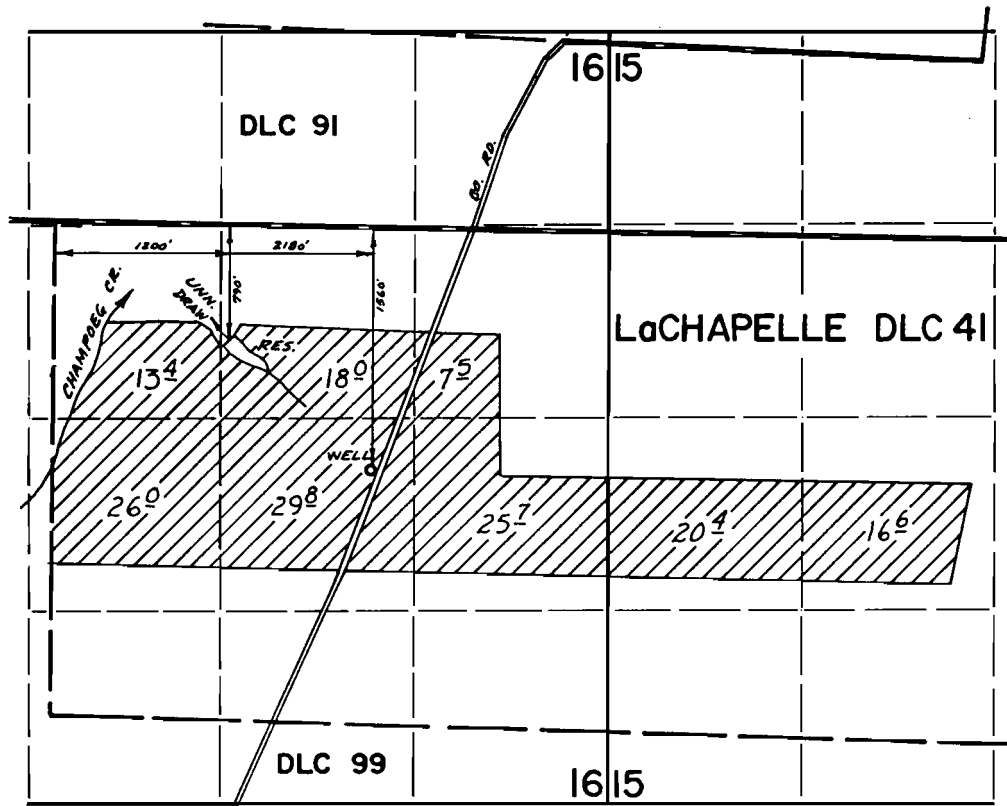 16 15
DLC 91
CO. RD.
1200'
2180'
790'
1560'
UNN.
DRAW
CHAMPOEG CR.
RES.
LaCHAPELLE DLC 41
13 4
18 0
7 5
WELL
26 0
29 8
25 7
20 4
16 6
DLC 99
16 15